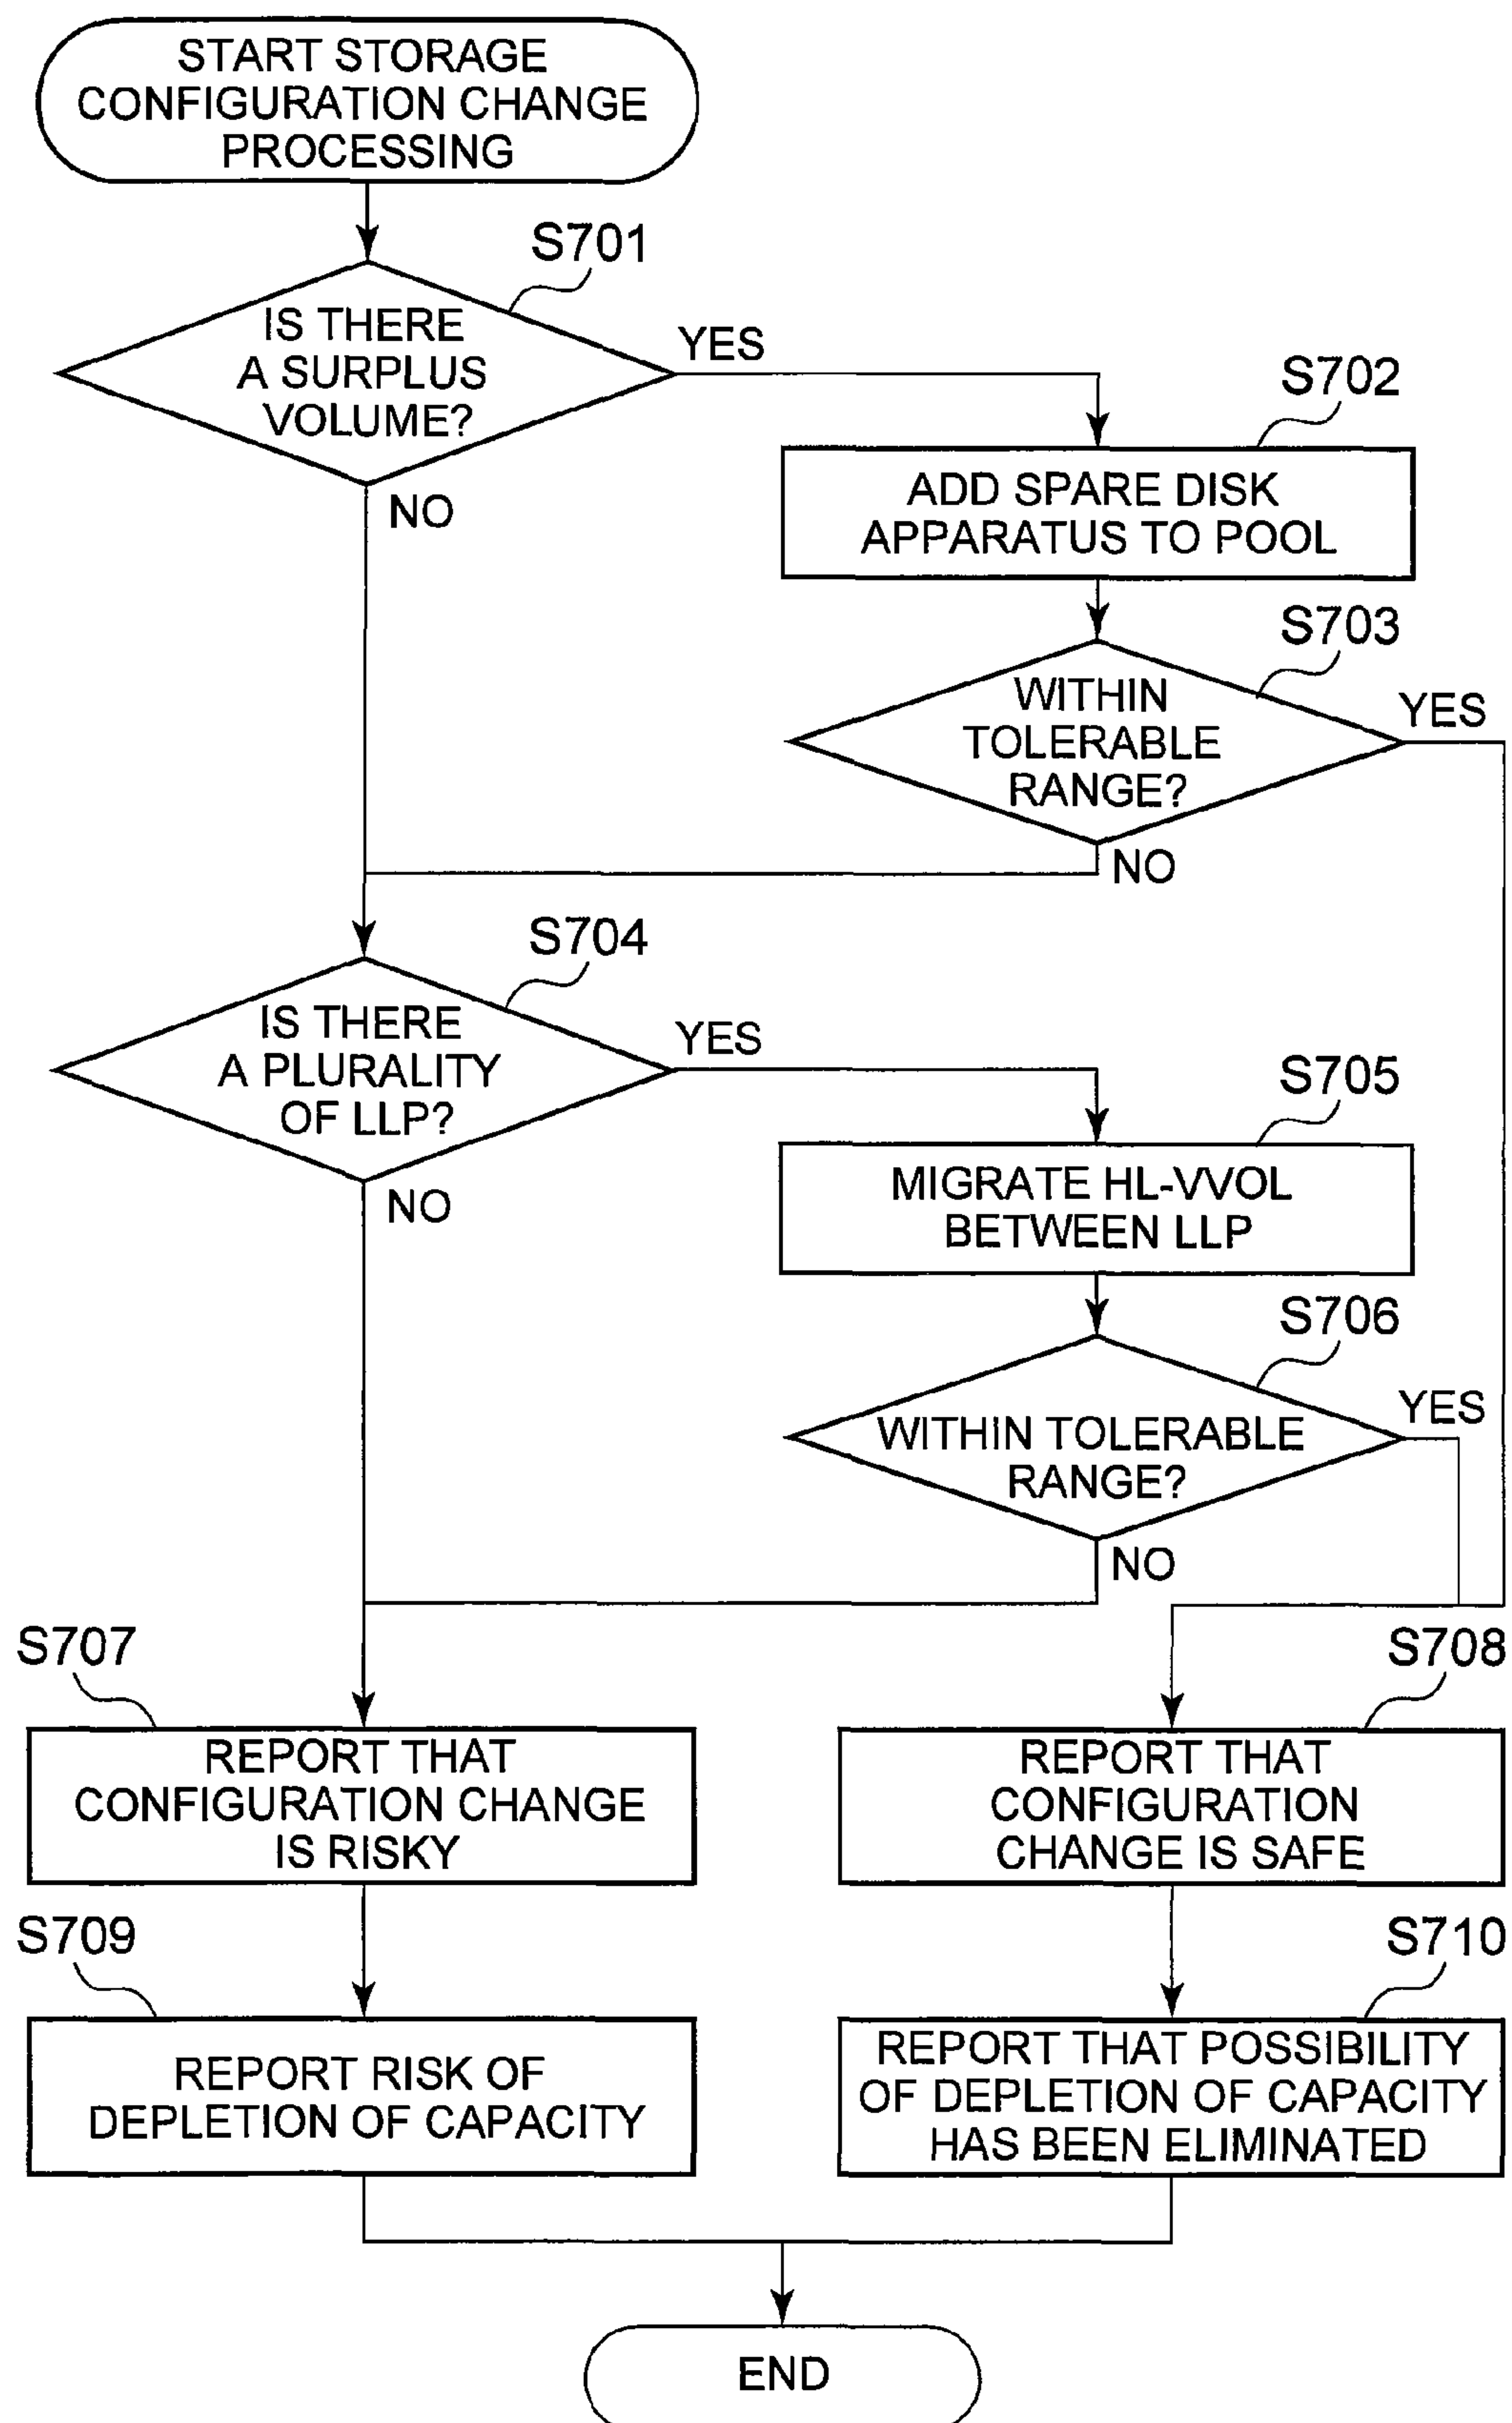 START STORAGE
CONFIGURATION CHANGE
PROCESSING
S701
IS THERE
A SURPLUS
VOLUME?
YES
NO
S702
ADD SPARE DISK
APPARATUS TO POOL
S703
WITHIN
TOLERABLE
RANGE?
YES
NO
S704
IS THERE
A PLURALITY
OF LLP?
YES
NO
S705
MIGRATE HL-VVOL
BETWEEN LLP
S706
WITHIN TOLERABLE
RANGE?
YES
NO
S707
REPORT THAT
CONFIGURATION CHANGE
IS RISKY
S708
REPORT THAT
CONFIGURATION
CHANGE IS SAFE
S709
REPORT RISK OF
DEPLETION OF CAPACITY
S710
REPORT THAT POSSIBILITY
OF DEPLETION OF CAPACITY
HAS BEEN ELIMINATED
END